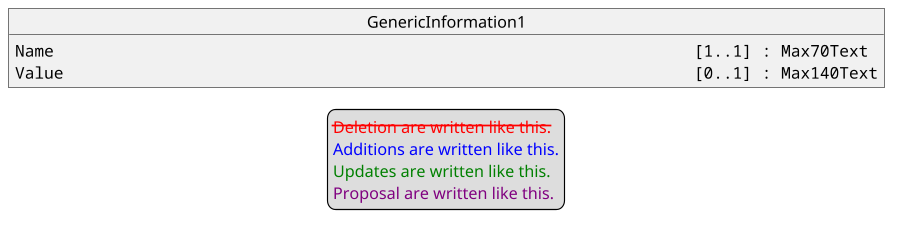 GenericInformation1
Name [1..1] : Max70Text
Value [0..1] : Max140Text
Deletion are written like this.
Additions are written like this.
Updates are written like this.
Proposal are written like this.